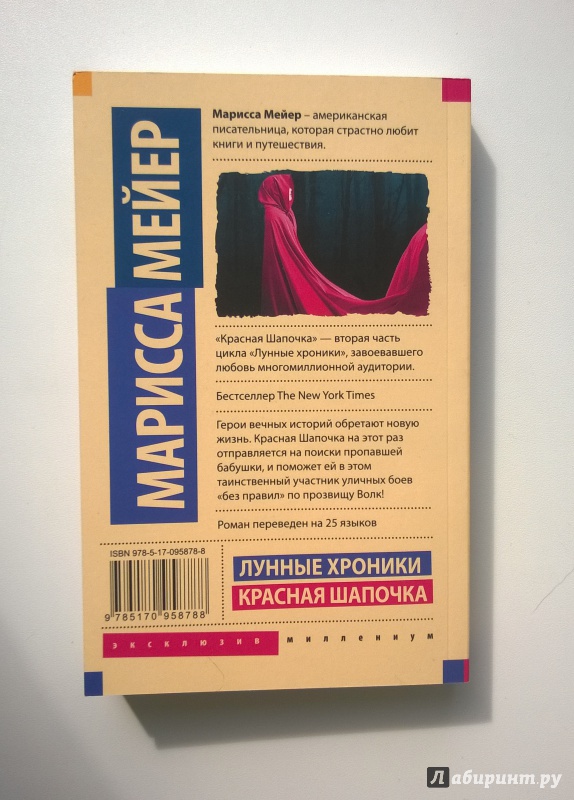 МАРИССА МЕЙЕР
Марисса Мейер – американская
писательница, которая страстно любит
книги и путешествия.
«Красная Шапочка» — вторая часть
цикла «Лунные хроники», завоевавшего
любовь многомиллионной аудитории.
Бестселлер The New York Times
Герои вечных историй обретают новую
жизнь. Красная Шапочка на этот раз
отправляется на поиски пропавшей
бабушки, и поможет ей в этом
таинственный участник уличных боев
«без правил» по прозвищу Волк!
Роман переведен на 25 языков
ISBN 978-5-17-095878-8
9 785170 958788
ЛУННЫЕ ХРОНИКИ
КРАСНАЯ ШАПОЧКА
эксклюзив миллениум
Лабиринт.ру